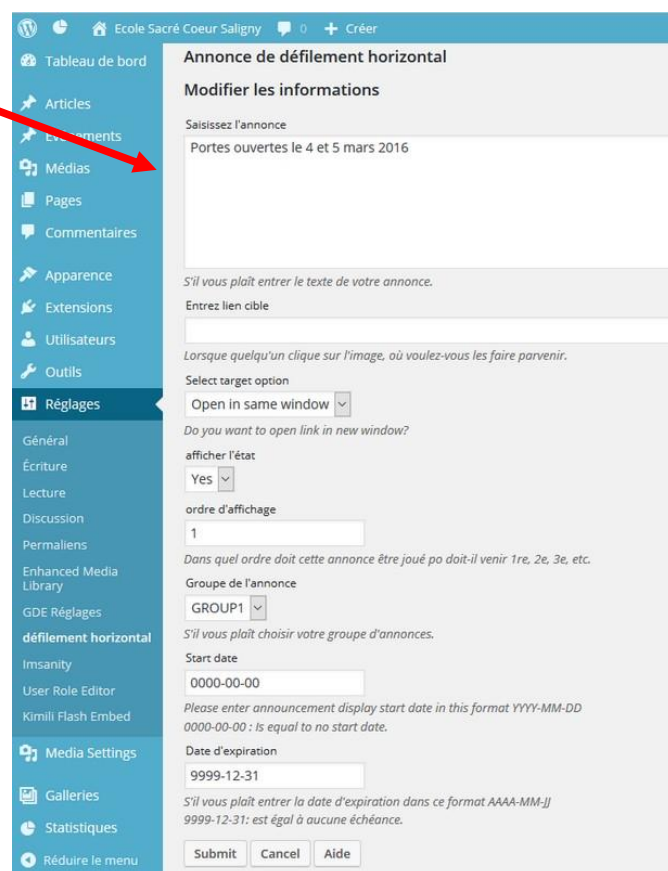 Ecole Sacré Coeur Saligny 0 + Créer
Tableau de bord
Articles
Evénements
Médias
Pages
Commentaires
Apparence
Extensions
Utilisateurs
Outils
Réglages
Général
Écriture
Lecture
Discussion
Permaliens
Enhanced Media
Library
GDE Réglages
défilement horizontal
Imsanity
User Role Editor
Kimili Flash Embed
Media Settings
Galleries
Statistiques
Réduire le menu
Annonce de défilement horizontal
Modifier les informations
Saisissez l'annonce
Portes ouvertes le 4 et 5 mars 2016
S'il vous plaît entrer le texte de votre annonce.
Entrez lien cible
Lorsque quelqu'un clique sur l'image, où voulez-vous les faire parvenir.
Select target option
Open in same window
Do you want to open link in new window?
afficher l'état
Yes
ordre d'affichage
1
Dans quel ordre doit cette annonce être joué po doit-il venir 1re, 2e, 3e, etc.
Groupe de l'annonce
GROUP1
S'il vous plaît choisir votre groupe d'annonces.
Start date
0000-00-00
Please enter announcement display start date in this format YYYY-MM-DD
0000-00-00 : Is equal to no start date.
Date d'expiration
9999-12-31
S'il vous plaît entrer la date d'expiration dans ce format AAAA-MM-JJ
9999-12-31: est égal à aucune échéance.
Submit Cancel Aide